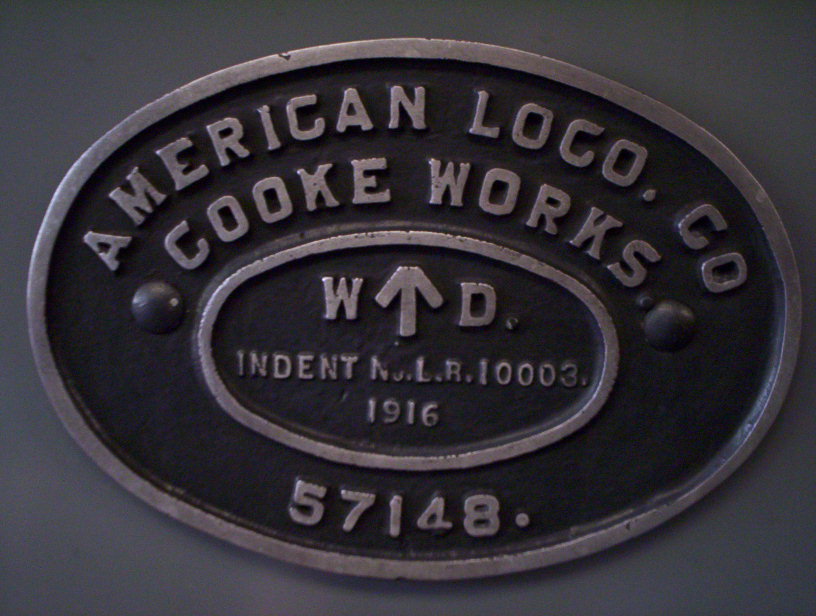 AMERICAN LOCO. CO
COOKE WORKS.
W↑D.
INDENT No.L.R.10003.
1916
57148.